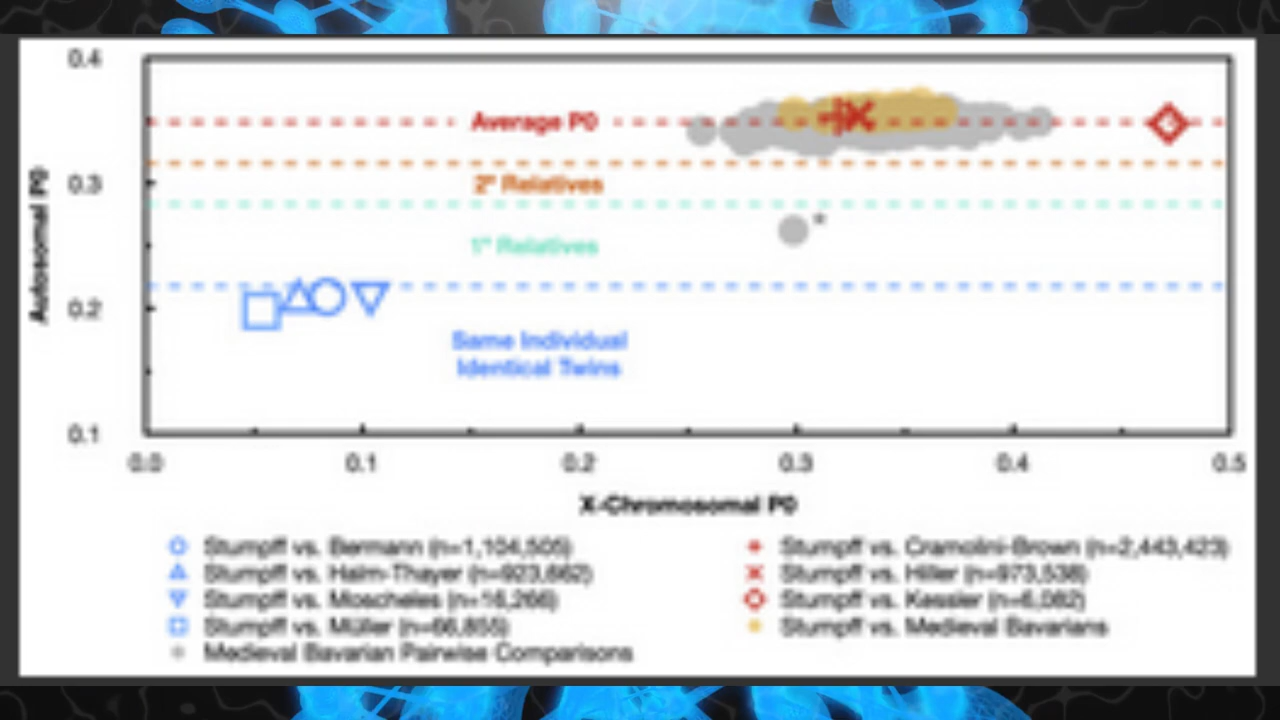 0.4
Average P0
0.3
2° Relatives
1° Relatives
0.2
Same Individual
Identical Twins
0.1
Autosomal P0
0.0 0.1 0.2 0.3 0.4 0.5
X-Chromosomal P0
Stumpff vs. Bermann (n=1,104,505)
Stumpff vs. Halm-Thayer (n=923,662)
Stumpff vs. Moscheles (n=16,266)
Stumpff vs. Müller (n=66,855)
Medieval Bavarian Pairwise Comparisons
Stumpff vs. Cramolini-Brown (n=2,443,423)
Stumpff vs. Hiller (n=973,538)
Stumpff vs. Kessler (n=6,082)
Stumpff vs. Medieval Bavarians
*